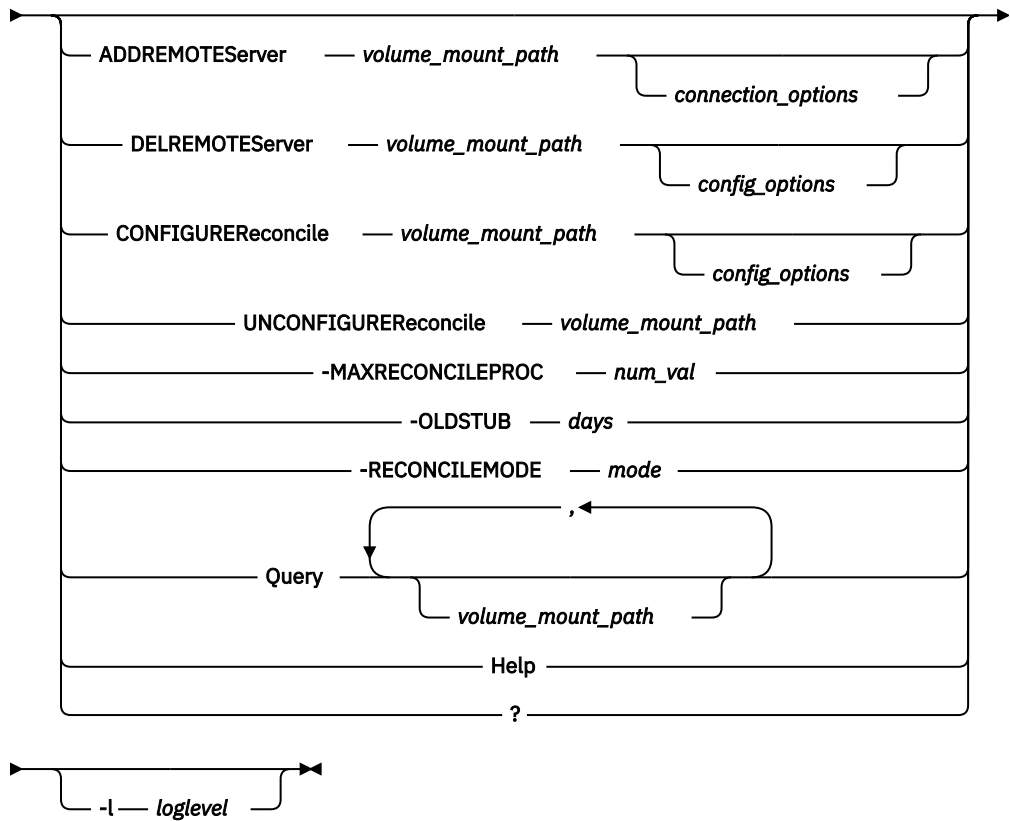 ADDREMOTEServer volume_mount_path
connection_options
DELREMOTEServer volume_mount_path
config_options
CONFIGUREReconcile volume_mount_path
config_options
UNCONFIGUREReconcile volume_mount_path
-MAXRECONCILEPROC num_val
-OLDSTUB days
-RECONCILEMODE mode
,
Query
volume_mount_path
Help
?
-l loglevel